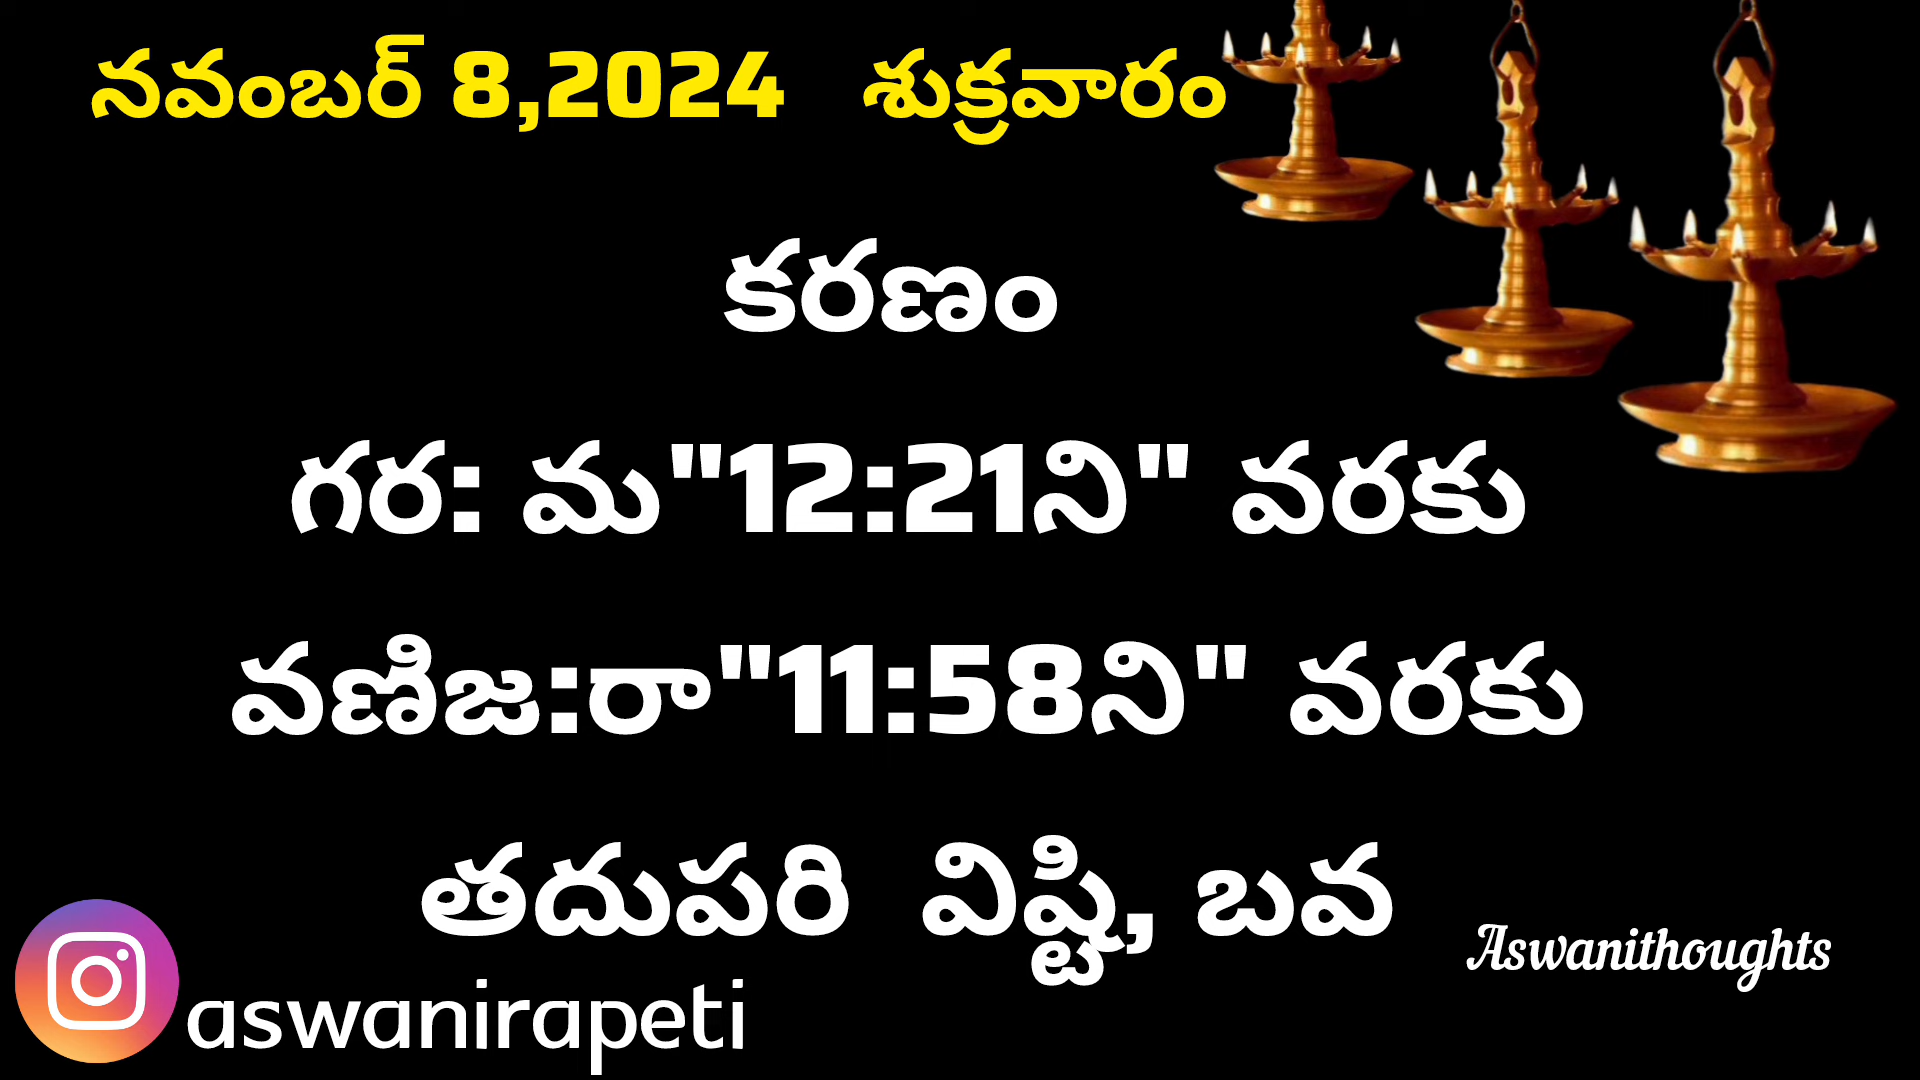 నవంబర్ 8,2024 శుక్రవారం
కరణం
గర: మ"12:21ని" వరకు
వణిజ:రా"11:58ని" వరకు
తదుపరి విష్టి, బవ
Aswanithoughts
aswanirapeti